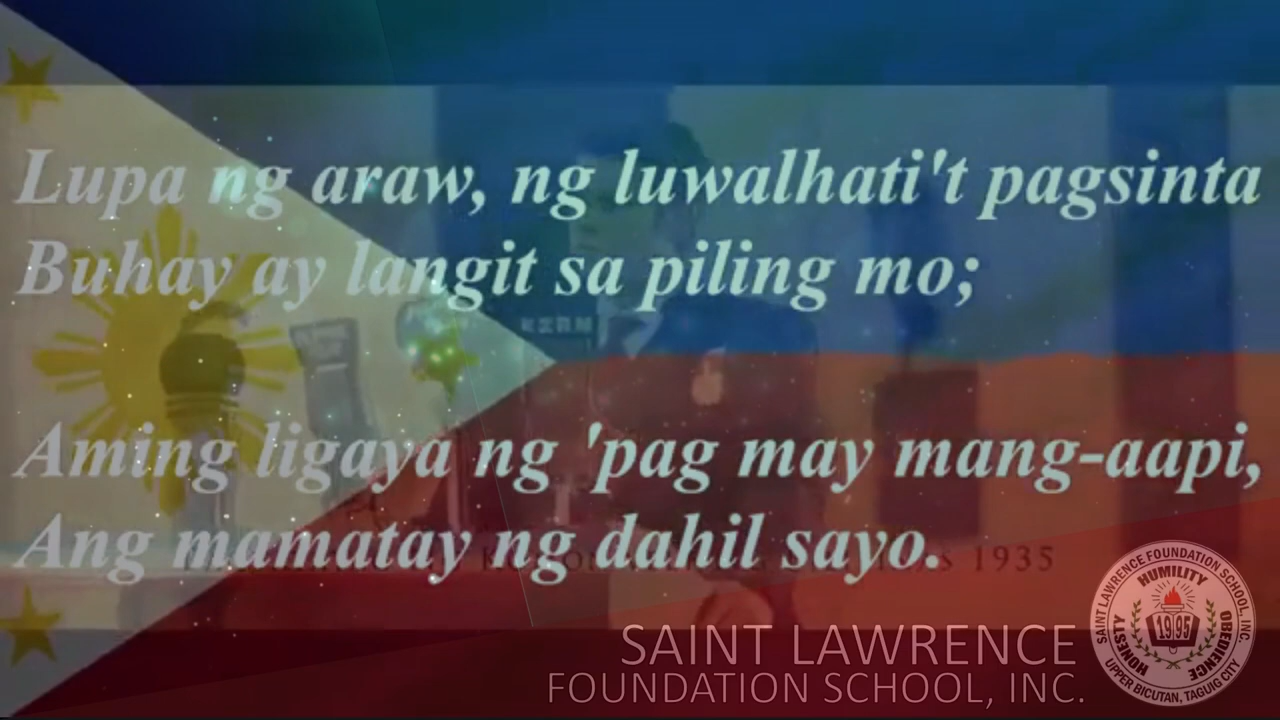 Lupa ng araw, ng luwalhati't pagsinta
Buhay ay langit sa piling mo;
Aming ligaya ng 'pag may mang-aapi,
Ang mamatay ng dahil sayo.
1935
SAINT LAWRENCE
FOUNDATION SCHOOL, INC.
SAINT LAWRENCE FOUNDATION SCHOOL, INC.
HUMILITY
HONESTY
OBEDIENCE
1995
UPPER BICUTAN, TAGUIG CITY